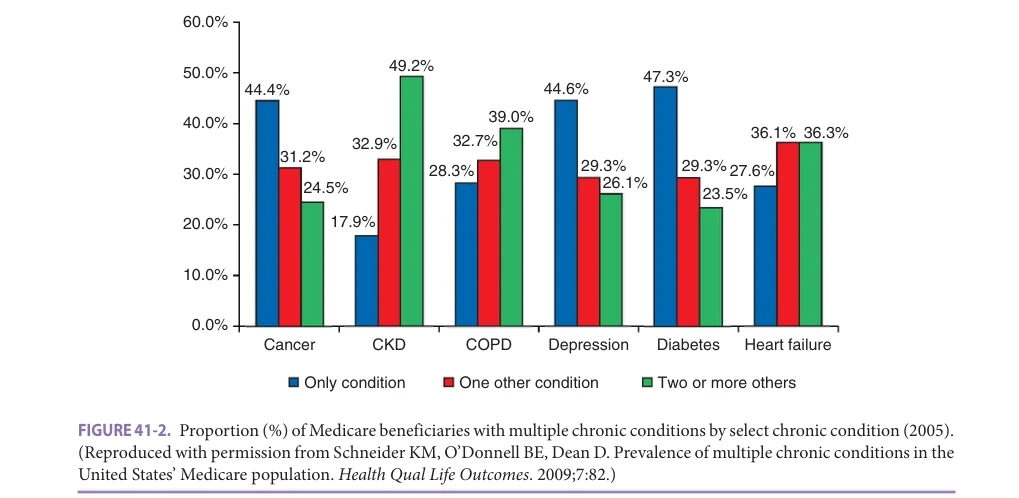 60.0%
50.0%
40.0%
30.0%
20.0%
10.0%
0.0%
44.4%
31.2%
24.5%
17.9%
32.9%
49.2%
28.3%
32.7%
39.0%
44.6%
29.3%
26.1%
47.3%
29.3%
23.5%
27.6%
36.1%
36.3%
Cancer
CKD
COPD
Depression
Diabetes
Heart failure
Only condition
One other condition
Two or more others
FIGURE 41-2. Proportion (%) of Medicare beneficiaries with multiple chronic conditions by select chronic condition (2005).
(Reproduced with permission from Schneider KM, O’Donnell BE, Dean D. Prevalence of multiple chronic conditions in the
United States’ Medicare population. Health Qual Life Outcomes. 2009;7:82.)